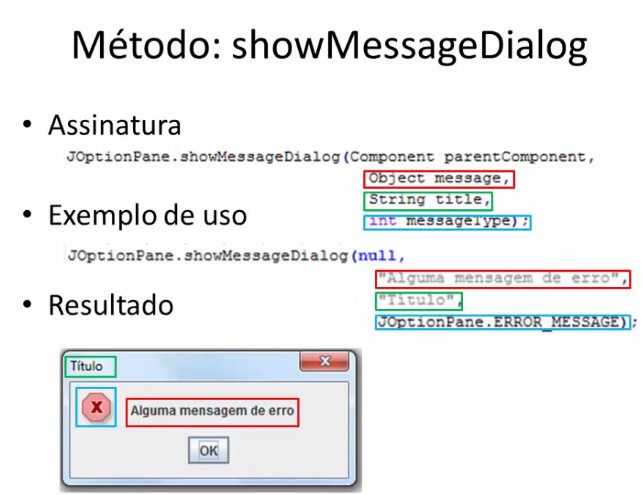 Método: showMessageDialog
• Assinatura
JOptionPane.showMessageDialog(Component parentComponent,
Object message,
String title,
int messageType);
• Exemplo de uso
JOptionPane.showMessageDialog(null,
"Alguma mensagem de erro",
"Título",
JOptionPane.ERROR_MESSAGE);
• Resultado
Título
X
Alguma mensagem de erro
OK